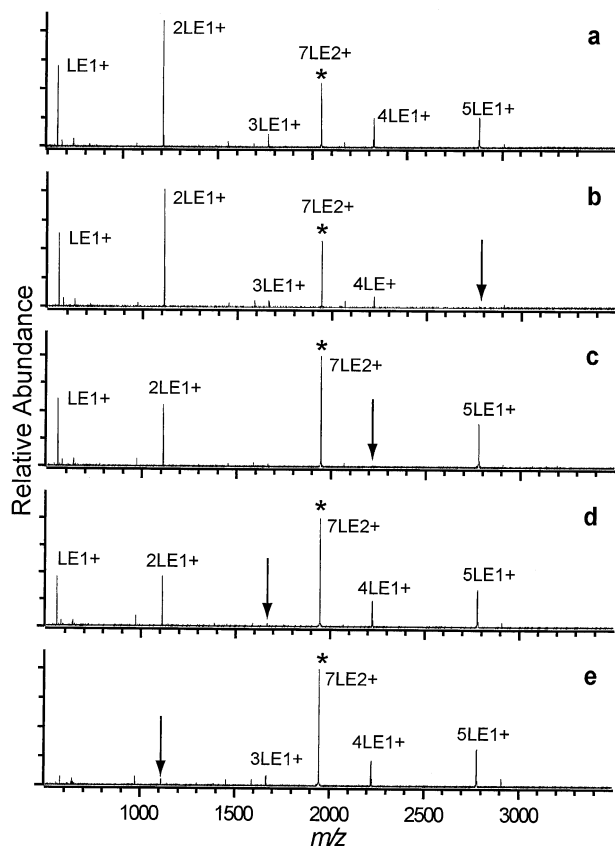 Relative Abundance
a
LE1+
2LE1+
3LE1+
7LE2+
*
4LE1+
5LE1+
b
LE1+
2LE1+
3LE1+
7LE2+
*
4LE+
c
LE1+
2LE1+
*
7LE2+
5LE1+
d
LE1+
2LE1+
*
7LE2+
4LE1+
5LE1+
e
3LE1+
*
7LE2+
4LE1+
5LE1+
1000 1500 2000 2500 3000
m/z